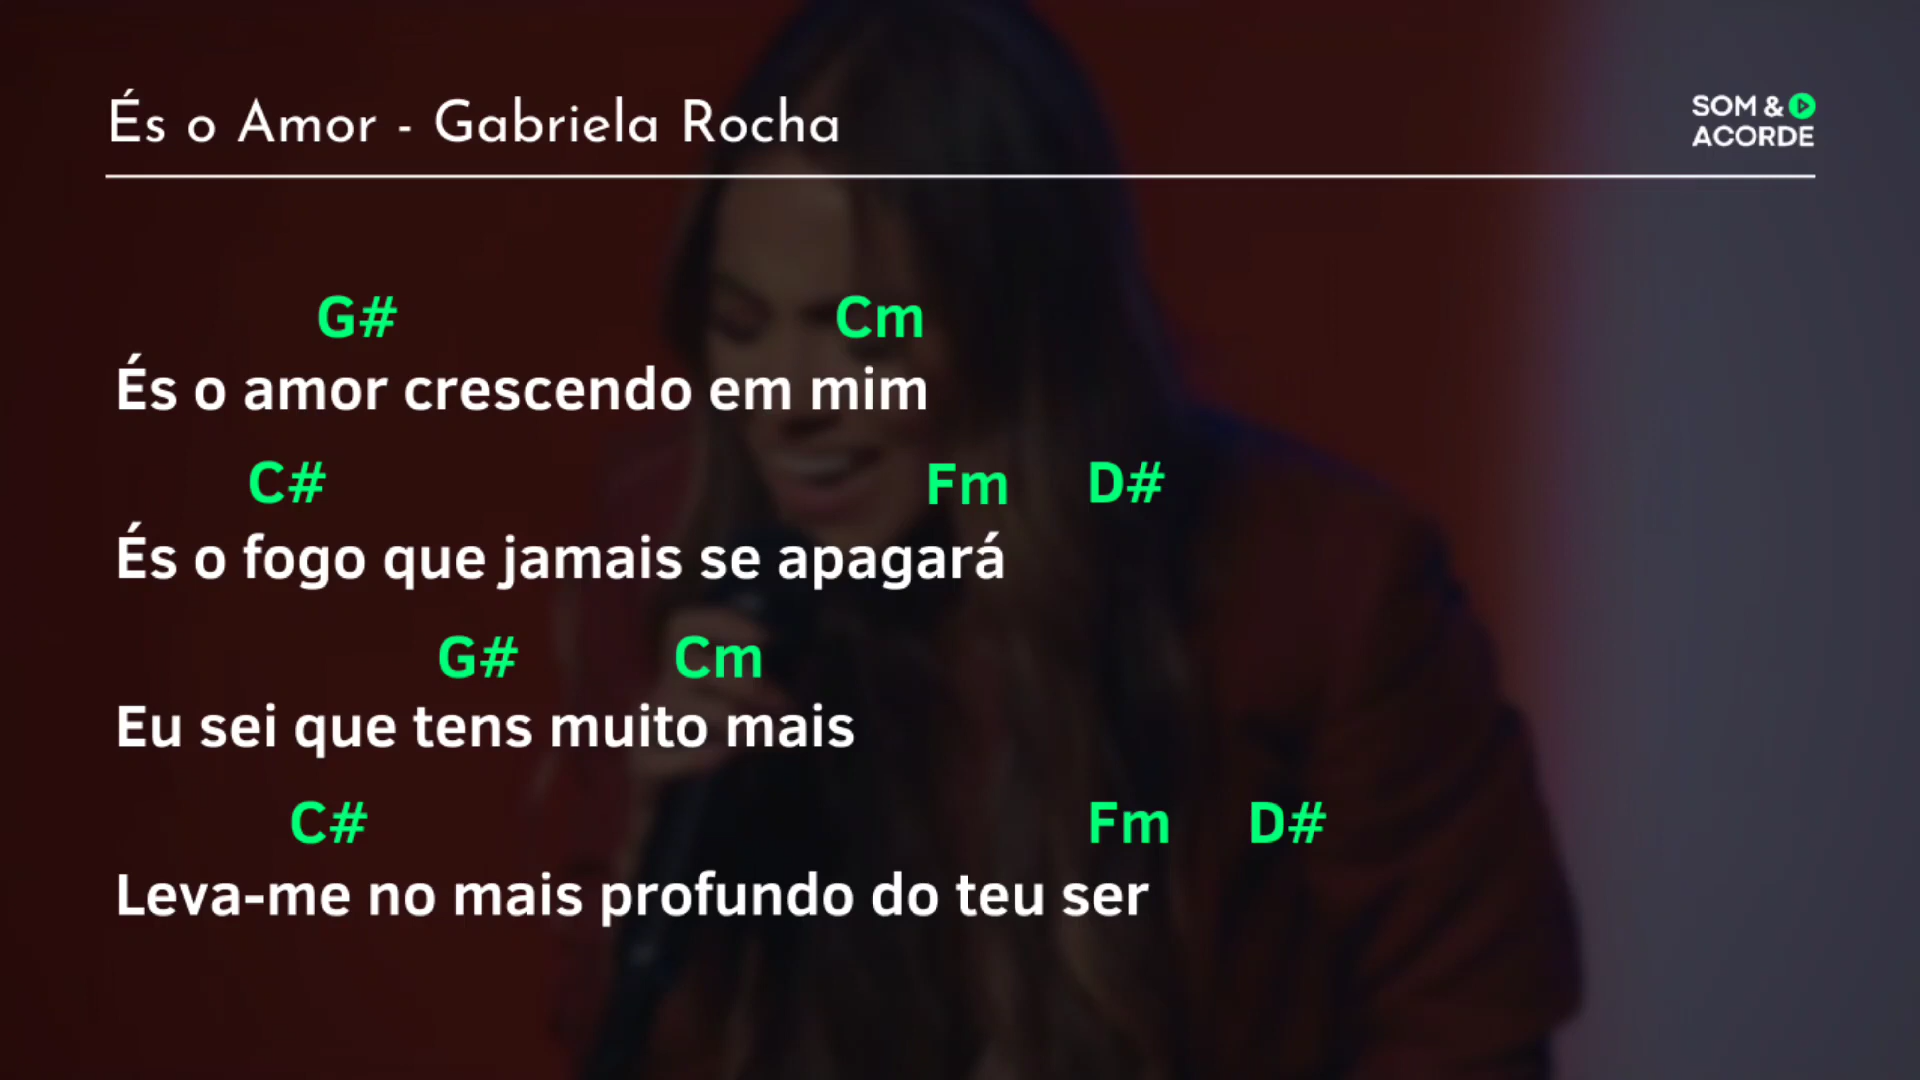 És o Amor - Gabriela Rocha
SOM &
ACORDE
G# Cm
És o amor crescendo em mim
C# Fm D#
És o fogo que jamais se apagará
G# Cm
Eu sei que tens muito mais
C# Fm D#
Leva-me no mais profundo do teu ser